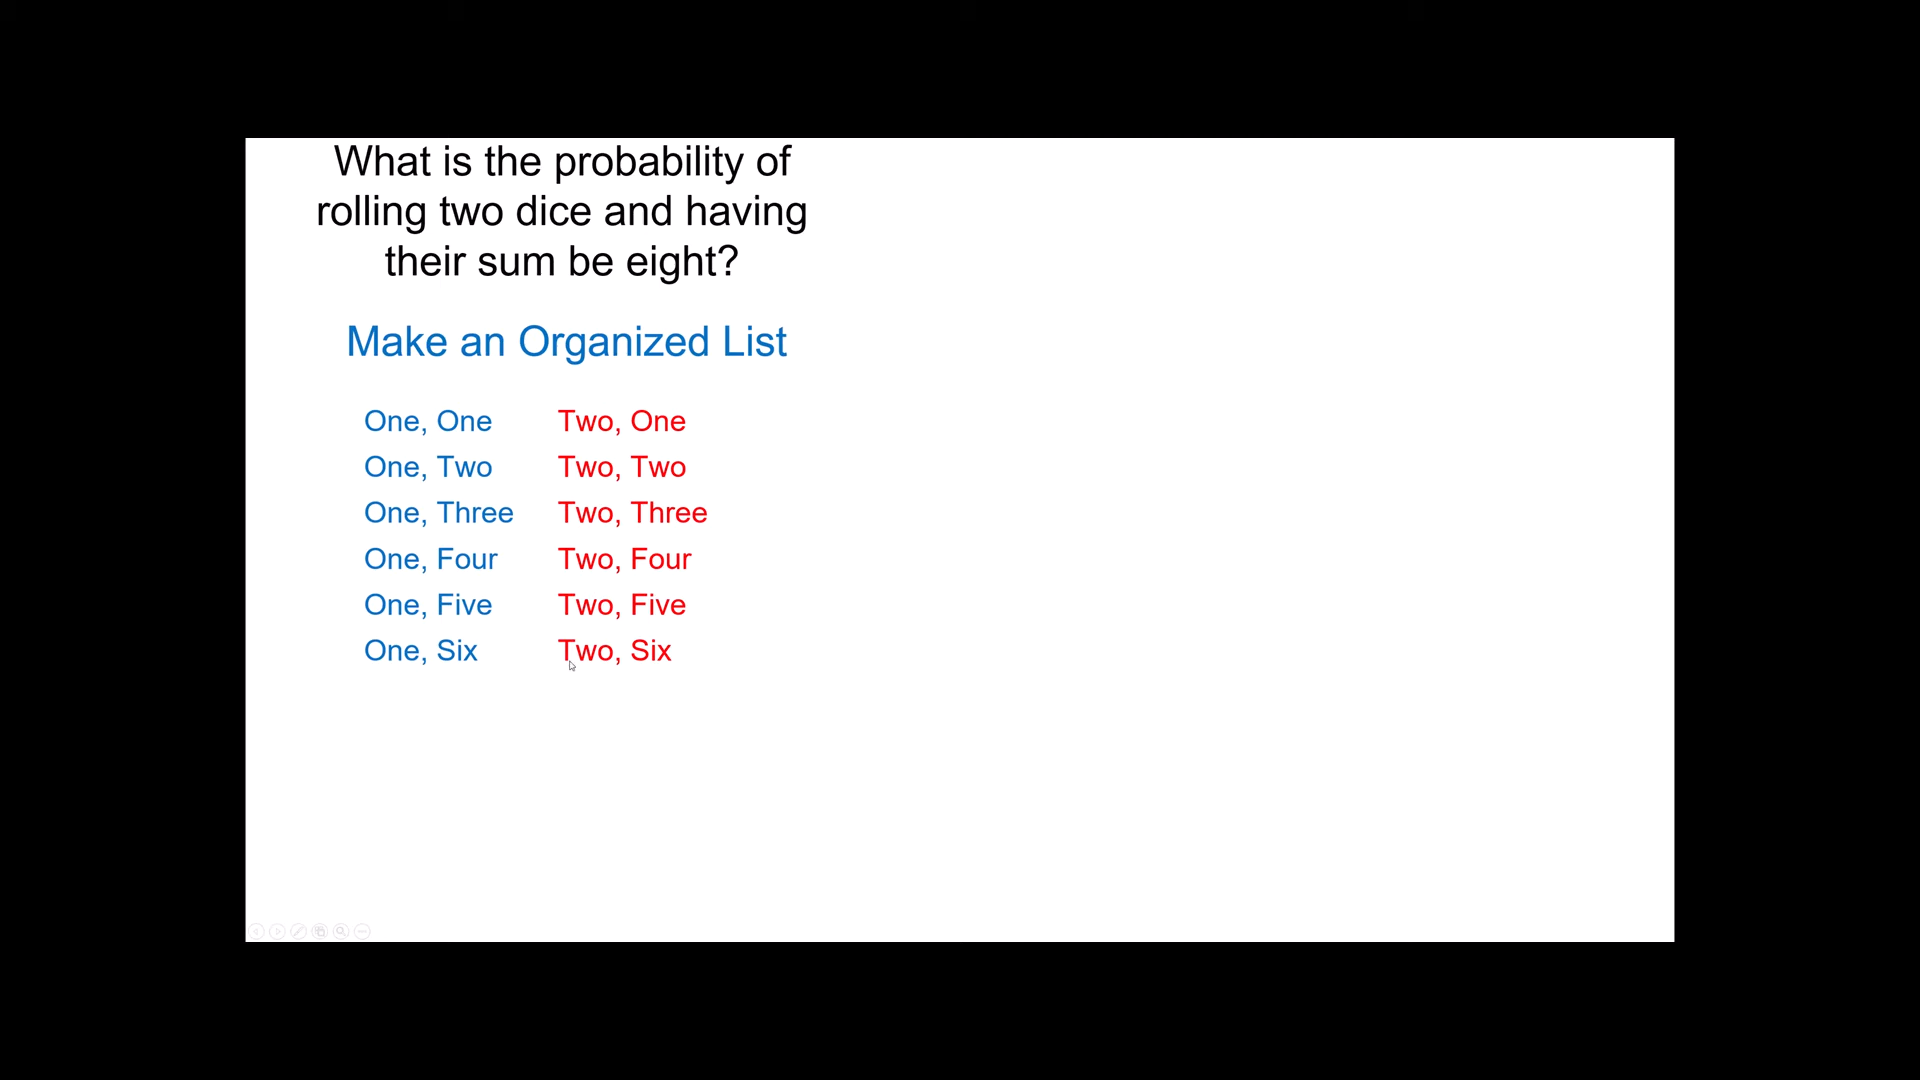 What is the probability of
rolling two dice and having
their sum be eight?
Make an Organized List
One, One
One, Two
One, Three
One, Four
One, Five
One, Six
Two, One
Two, Two
Two, Three
Two, Four
Two, Five
Two, Six